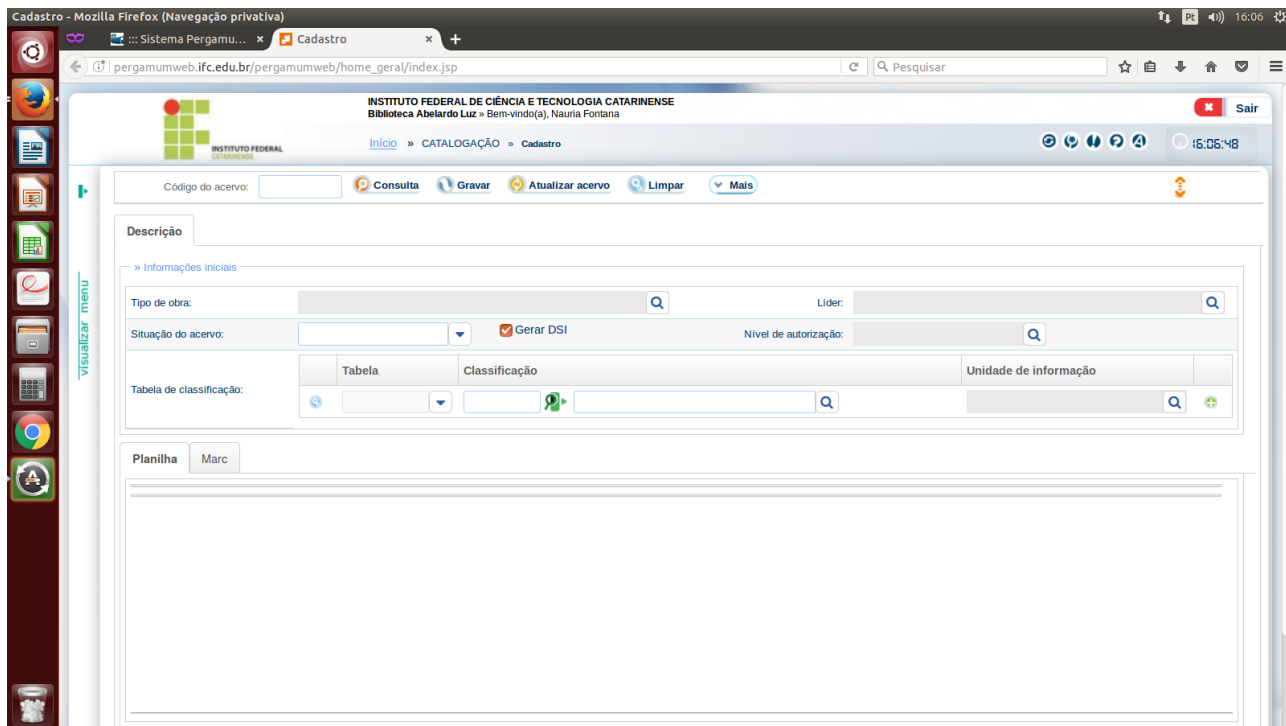 Cadastro - Mozilla Firefox (Navegação privativa)
Pt 16:06
::: Sistema Pergamu... × Cadastro × +
pergamumweb.ifc.edu.br/pergamumweb/home_geral/index.jsp
Pesquisar
INSTITUTO FEDERAL
CATARINENSE
INSTITUTO FEDERAL DE CIÊNCIA E TECNOLOGIA CATARINENSE
Biblioteca Abelardo Luz » Bem-vindo(a), Nauria Fontana
Sair
Início » CATALOGAÇÃO » Cadastro
16:06:48
Código do acervo: Consulta Gravar Atualizar acervo Limpar Mais
visualizar menu
Descrição
» Informações iniciais
Tipo de obra: Líder:
Situação do acervo: Gerar DSI Nível de autorização:
Tabela de classificação: Tabela Classificação Unidade de informação
Planilha Marc